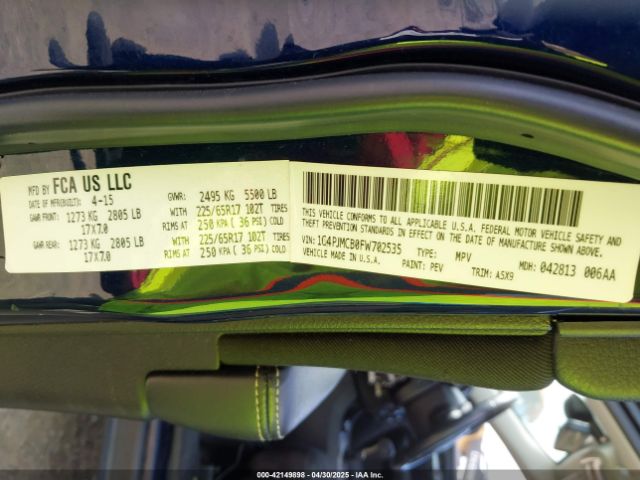 MFD BY FCA US LLC
DATE OF MFR(BUILT): 4-15
GVWR: 2495 KG 5500 LB
GAWR FRONT: 1273 KG 2805 LB WITH 225/65R17 102T TIRES
17X7.0 RIMS AT 250 KPA ( 36 PSI) COLD
1273 KG 2805 LB WITH 225/65R17 102T TIRES
17X7.0 RIMS AT 250 KPA ( 36 PSI) COLD
THIS VEHICLE CONFORMS TO ALL APPLICABLE U.S.A. FEDERAL MOTOR VEHICLE SAFETY AND
THEFT PREVENTION STANDARDS IN EFFECT ON THE DATE OF MANUFACTURE SHOWN ABOVE.
VIN: 1C4PJMCB0FW702535 TYPE: MPV MDH: 042813 006AA
VEHICLE MADE IN U.S.A. PAINT: PEV TRIM: A5X9
000-42149898 - 04/30/2025 - IAA Inc.